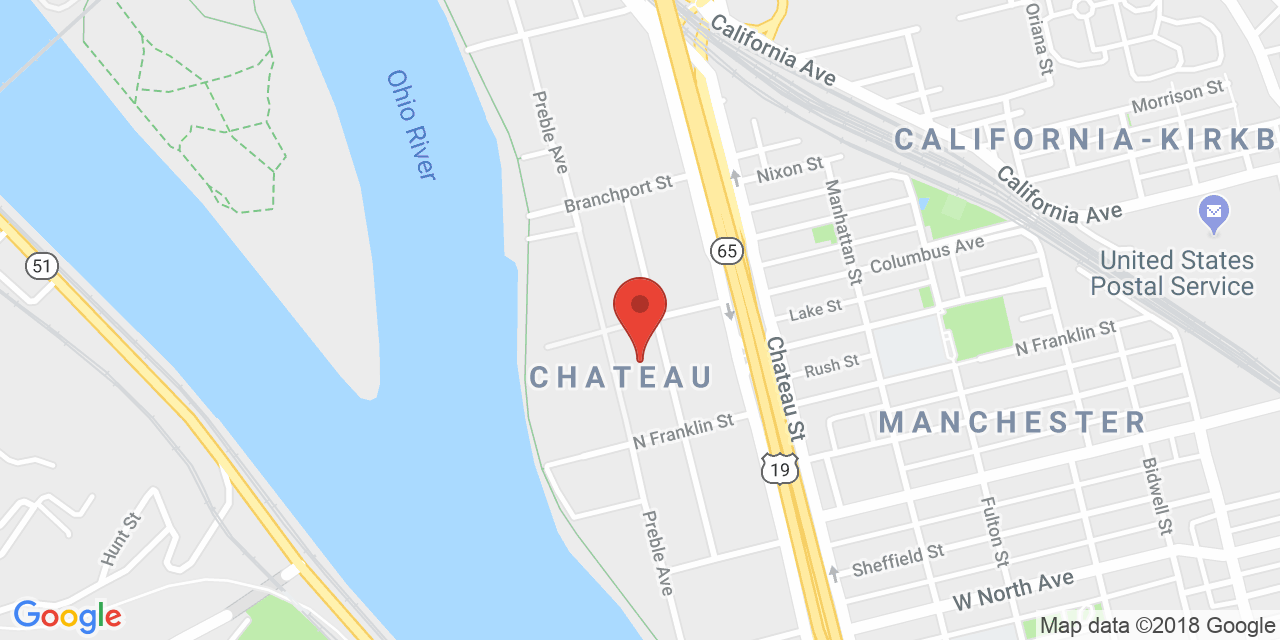 California Ave
Oriana St
Ohio River
Preble Ave
Morrison St
CALIFORNIA-KIRKB
Nixon St
California Ave
Branchport St
Manhattan St
United States
Postal Service
65
Columbus Ave
51
Lake St
N Franklin St
Chateau St
Rush St
CHATEAU
MANCHESTER
N Franklin St
19
Bidwell St
Hunt St
Preble Ave
Fulton St
Sheffield St
W North Ave
Google
Map data ©2018 Google